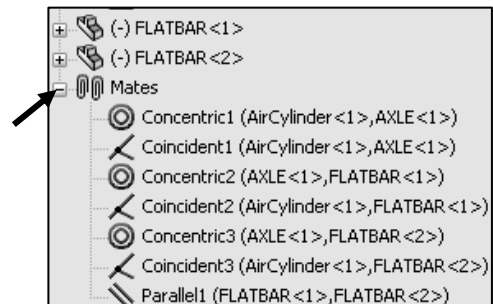 (-) FLATBAR<1>
(-) FLATBAR<2>
Mates
Concentric1 (AirCylinder<1>,AXLE<1>)
Coincident1 (AirCylinder<1>,AXLE<1>)
Concentric2 (AXLE<1>,FLATBAR<1>)
Coincident2 (AirCylinder<1>,FLATBAR<1>)
Concentric3 (AXLE<1>,FLATBAR<2>)
Coincident3 (AirCylinder<1>,FLATBAR<2>)
Parallel1 (FLATBAR<1>,FLATBAR<2>)